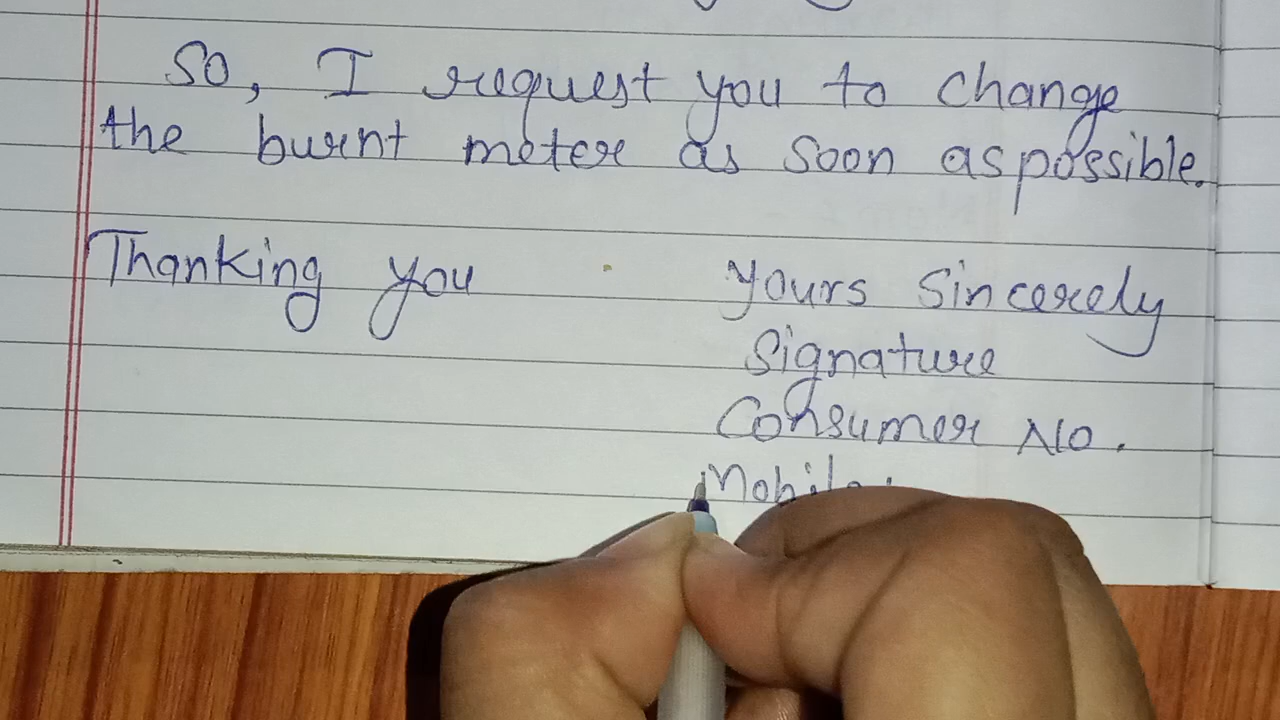 So, I request you to change
the burnt meter as soon as possible.
Thanking you
yours Sincerely
Signature
Consumer No.
Mobile